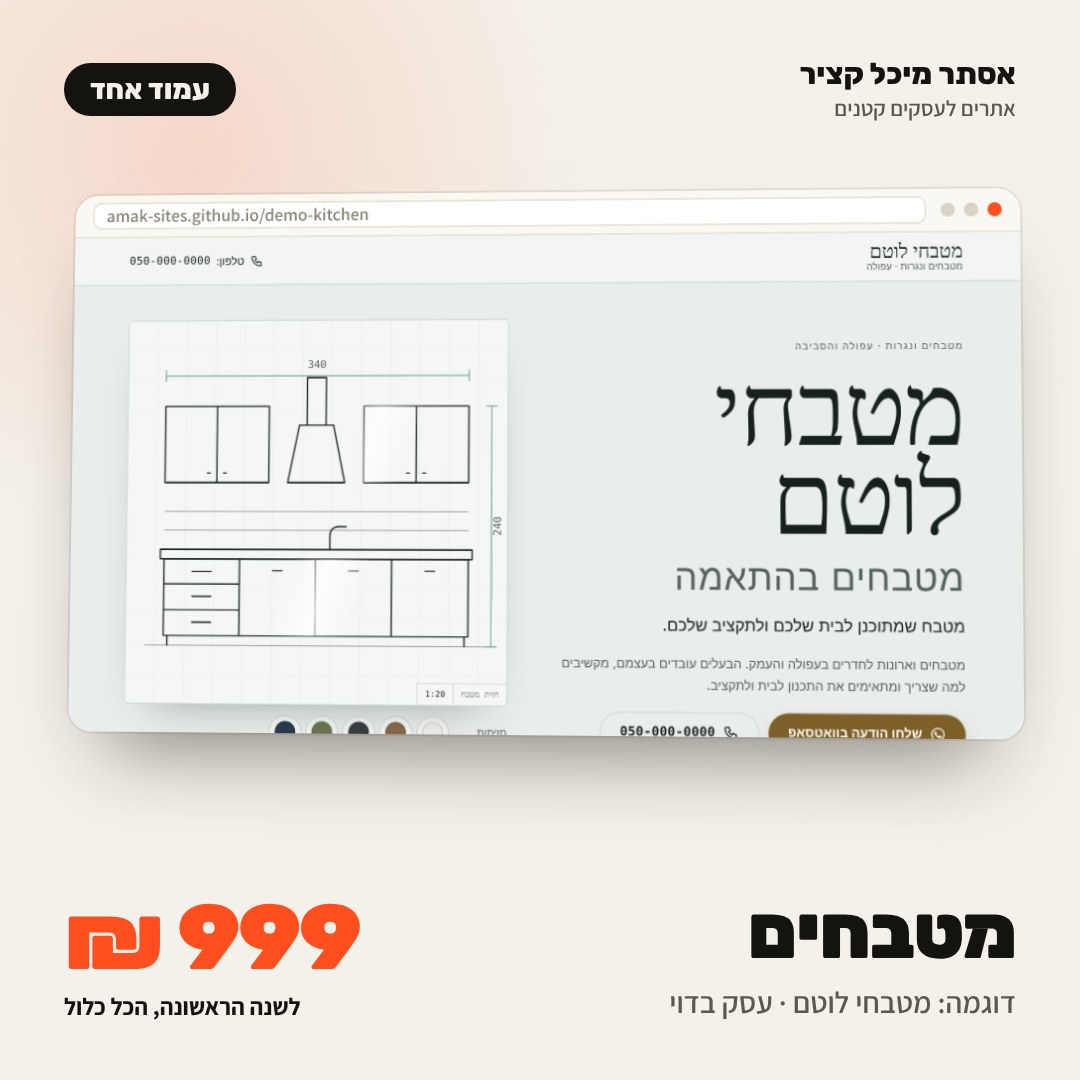 אסתר מיכל קציר
אתרים לעסקים קטנים
עמוד אחד
amak-sites.github.io/demo-kitchen
מטבחי לוטם
מטבחים ונגרות · עפולה
טלפון: 050-000-0000
מטבחים ונגרות · עפולה והסביבה
מטבחי
לוטם
מטבחים בהתאמה
מטבח שמתוכנן לבית שלכם ולתקציב שלכם.
מטבחים וארונות לחדרים בעפולה והעמק. הבעלים עובדים בעצמם, מקשיבים
למה שצריך ומתאימים את התכנון לבית ולתקציב.
שלחו הודעה בוואטסאפ
050-000-0000
340
240
חזית מטבח 1:20
חזיתות
מטבחים
דוגמה: מטבחי לוטם · עסק בדוי
999 ₪
לשנה הראשונה, הכל כלול